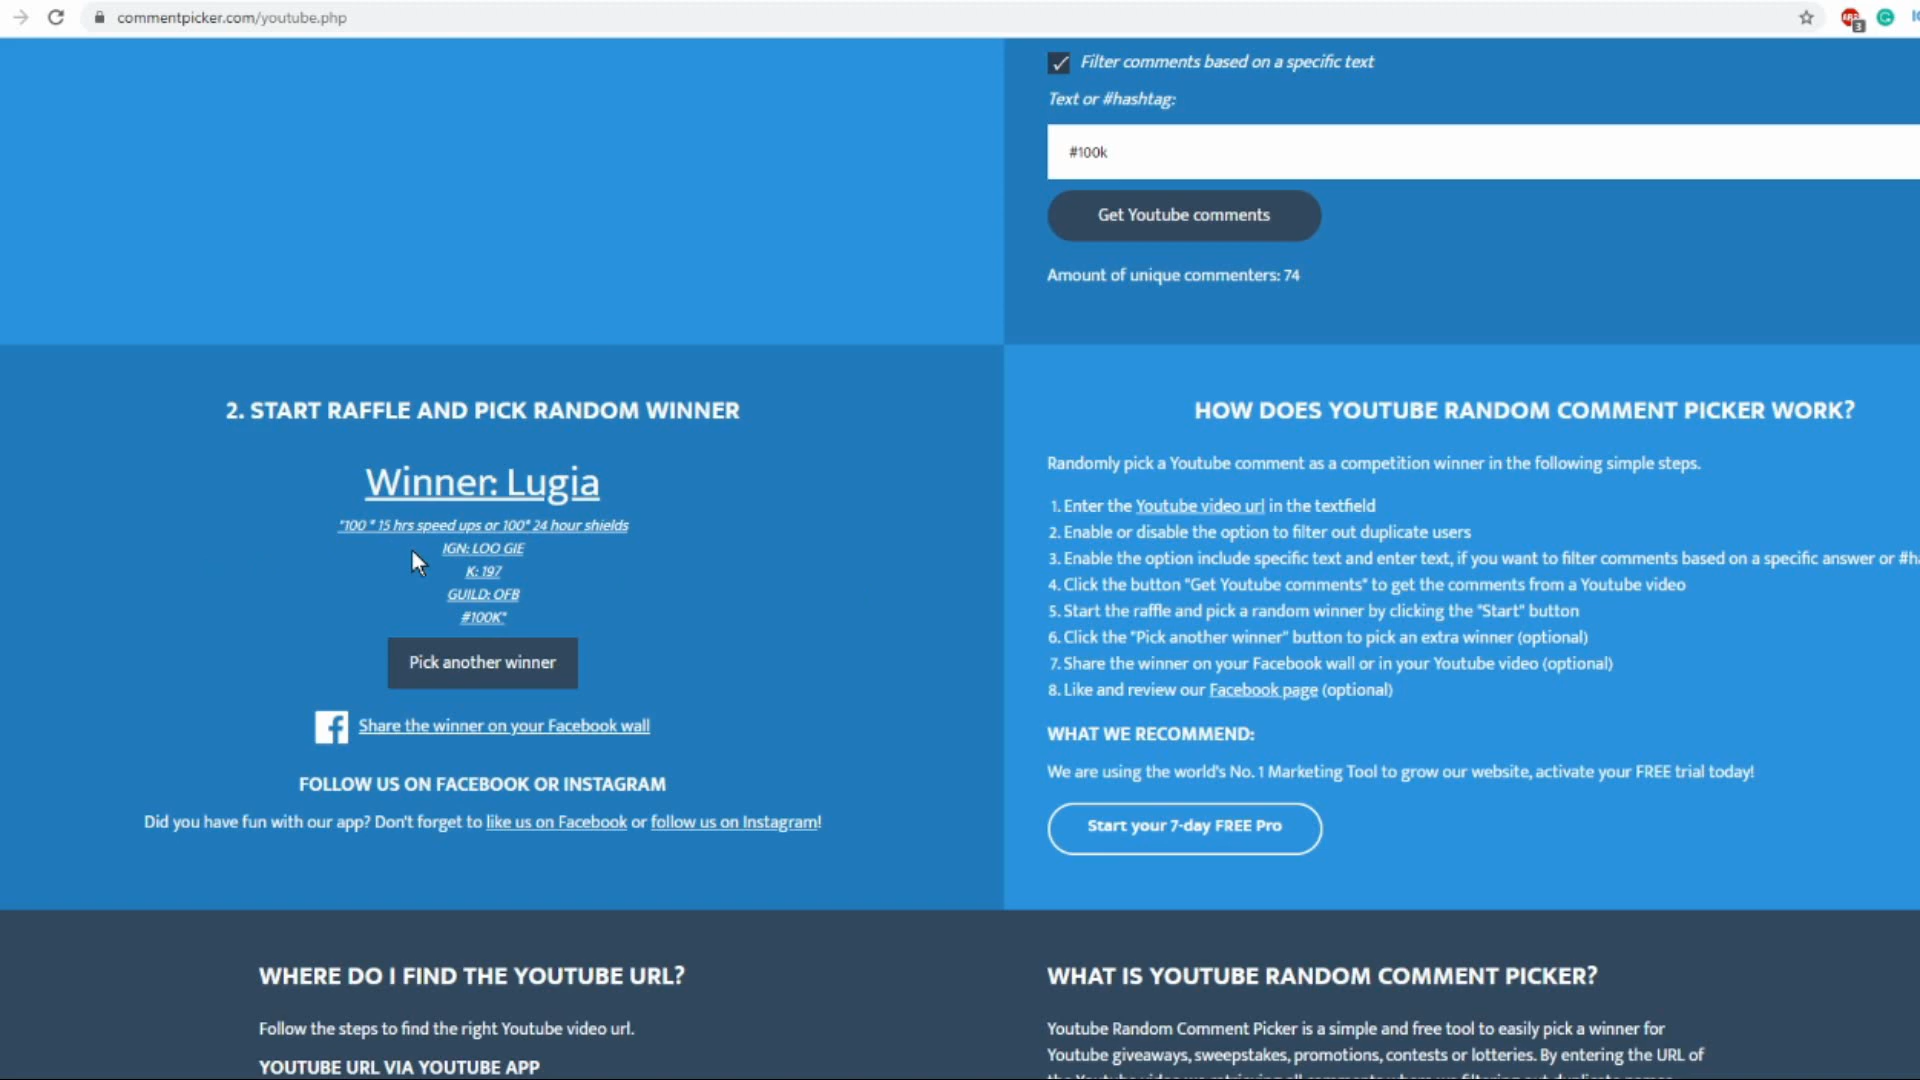 commentpicker.com/youtube.php
3
Filter comments based on a specific text
Text or #hashtag:
#100k
Get Youtube comments
Amount of unique commenters: 74
2. START RAFFLE AND PICK RANDOM WINNER
Winner: Lugia
"100 * 15 hrs speed ups or 100* 24 hour shields
IGN: LOO GIE
K: 197
GUILD: OFB
#100K"
Pick another winner
Share the winner on your Facebook wall
FOLLOW US ON FACEBOOK OR INSTAGRAM
Did you have fun with our app? Don't forget to like us on Facebook or follow us on Instagram!
HOW DOES YOUTUBE RANDOM COMMENT PICKER WORK?
Randomly pick a Youtube comment as a competition winner in the following simple steps.
1. Enter the Youtube video url in the textfield
2. Enable or disable the option to filter out duplicate users
3. Enable the option include specific text and enter text, if you want to filter comments based on a specific answer or #h
4. Click the button "Get Youtube comments" to get the comments from a Youtube video
5. Start the raffle and pick a random winner by clicking the "Start" button
6. Click the "Pick another winner" button to pick an extra winner (optional)
7. Share the winner on your Facebook wall or in your Youtube video (optional)
8. Like and review our Facebook page (optional)
WHAT WE RECOMMEND:
We are using the world's No. 1 Marketing Tool to grow our website, activate your FREE trial today!
Start your 7-day FREE Pro
WHERE DO I FIND THE YOUTUBE URL?
Follow the steps to find the right Youtube video url.
YOUTUBE URL VIA YOUTUBE APP
WHAT IS YOUTUBE RANDOM COMMENT PICKER?
Youtube Random Comment Picker is a simple and free tool to easily pick a winner for
Youtube giveaways, sweepstakes, promotions, contests or lotteries. By entering the URL of